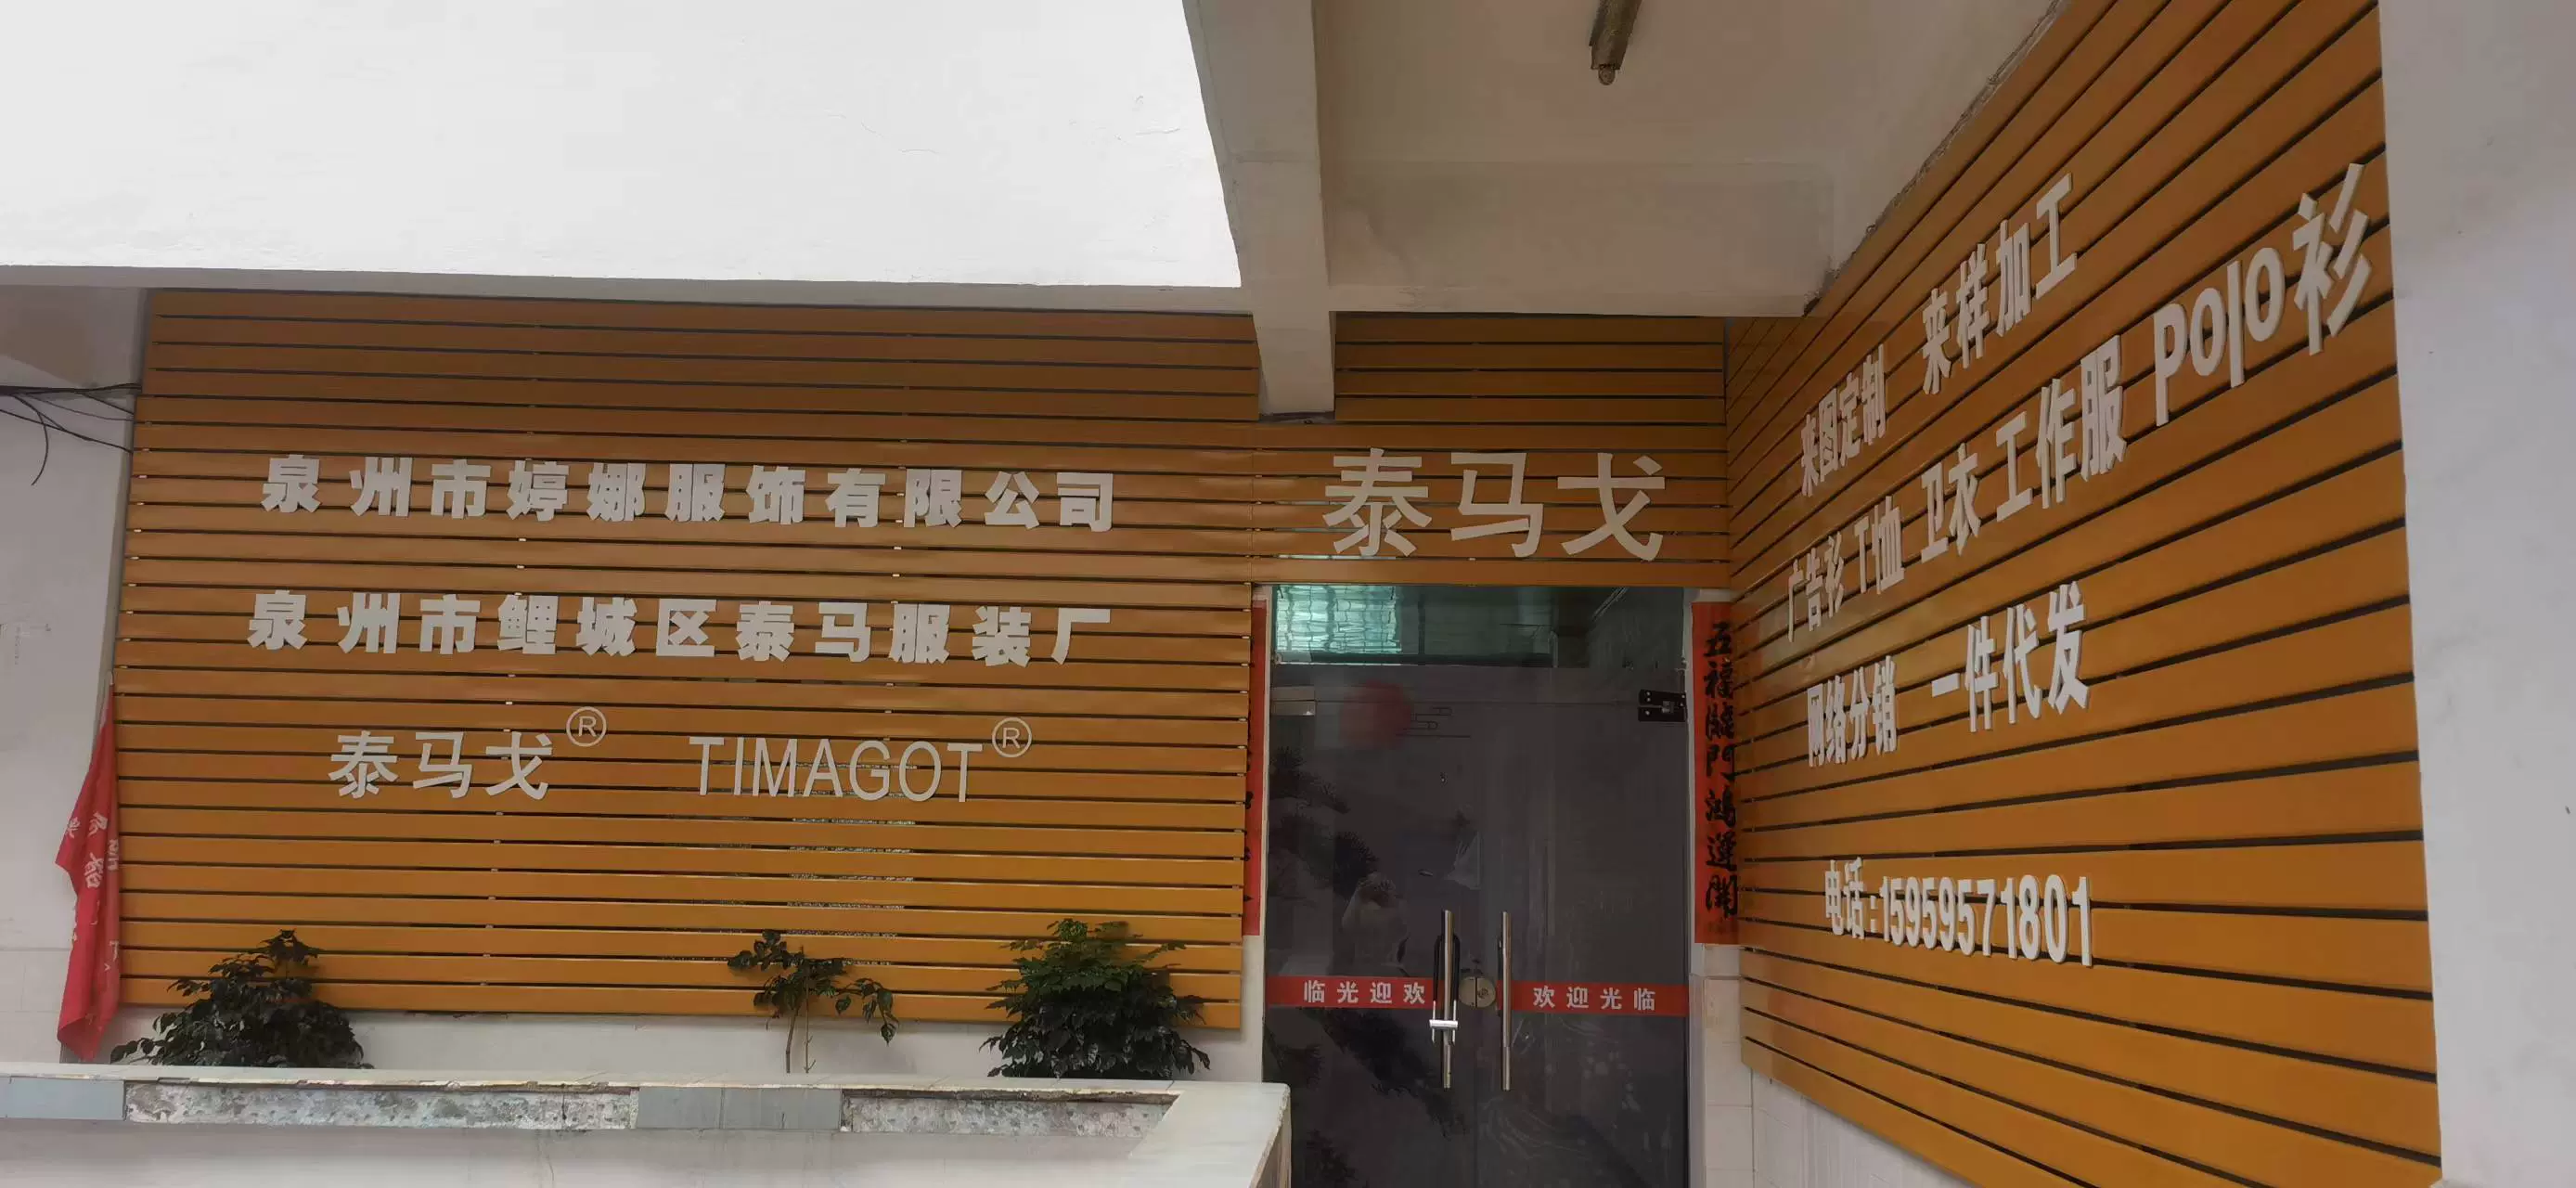 泉州市婷娜服饰有限公司
泉州市鲤城区泰马服装厂
泰马戈® TIMAGOT®
泰马戈
临光迎欢 欢迎光临
五福臨門鴻運開
来图定制 来样加工
广告衫 T恤 卫衣 工作服 polo衫
网络分销 一件代发
电话:15959571801